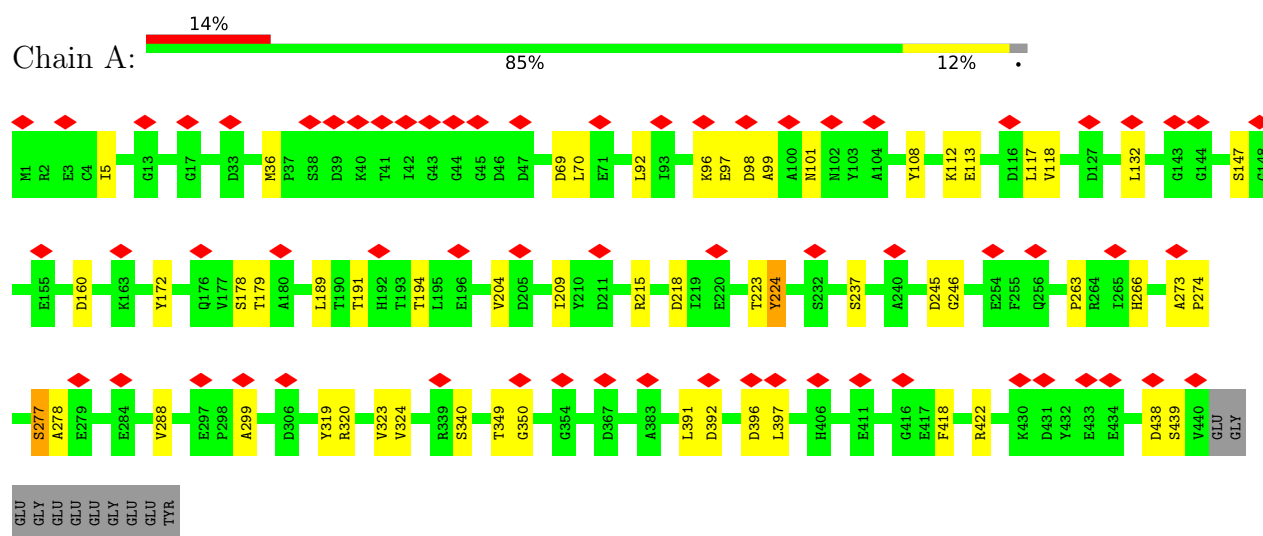 14%
Chain A:
85% 12% •
M1 R2 E3 C4 I5 G13 G17 D33 M36 P37 S38 D39 K40 T41 I42 G43 G44 G45 D46 D47 D69 L70 E71 L92 I93 K96 E97 D98 A99 A100 N101 N102 Y103 A104 Y108 K112 E113 D116 L117 V118 D127 L132 G143 G144 S147 G148
E155 D160 K163 Y172 Q176 V177 S178 T179 A180 L189 T190 T191 H192 T193 T194 L195 E196 V204 D205 I209 Y210 D211 R215 D218 I219 E220 T223 Y224 S232 S237 A240 D245 G246 E254 F255 Q256 P263 R264 I265 H266 A273 P274
S277 A278 E279 E284 V288 E297 P298 A299 D306 Y319 R320 V323 V324 R339 S340 T349 G350 G354 D367 A383 L391 D392 D396 L397 H406 E411 G416 E417 F418 R422 K430 D431 Y432 E433 E434 D438 S439 V440 GLU GLY
GLU GLY GLU GLU GLU GLY GLU GLU TYR